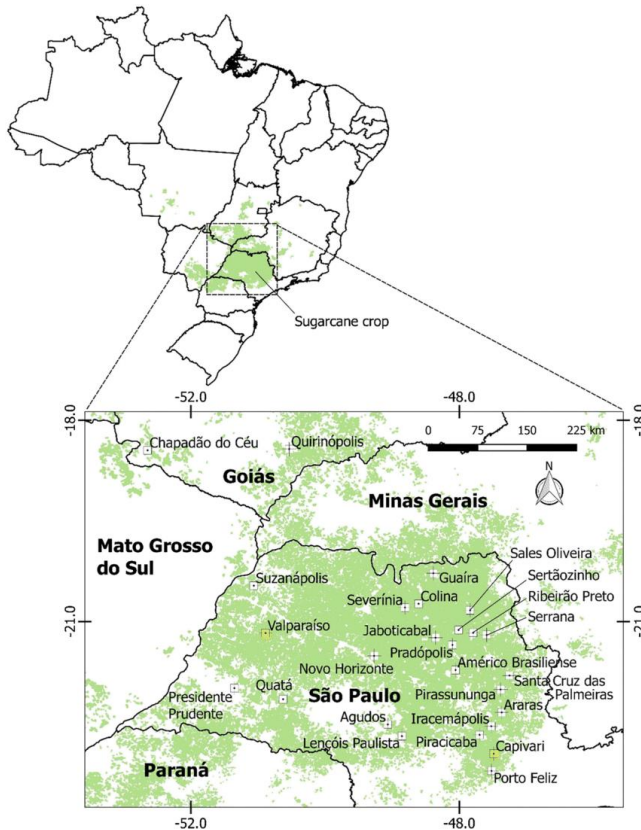 Sugarcane crop
-52.0
-48.0
-18.0
-18.0
0 75 150 225 km
Chapadão do Céu
Quirinópolis
Goiás
N
Minas Gerais
Mato Grosso
do Sul
Sales Oliveira
Suzanápolis
Guaíra
Sertãozinho
Severínia
Colina
Ribeirão Preto
-21.0
-21.0
Valparaíso
Jaboticabal
Serrana
Pradópolis
Novo Horizonte
Américo Brasiliense
Presidente
Prudente
Quatá
São Paulo
Pirassununga
Santa Cruz das
Palmeiras
Agudos
Iracemápolis
Araras
Lençóis Paulista
Piracicaba
Capivari
Paraná
Porto Feliz
-52.0
-48.0